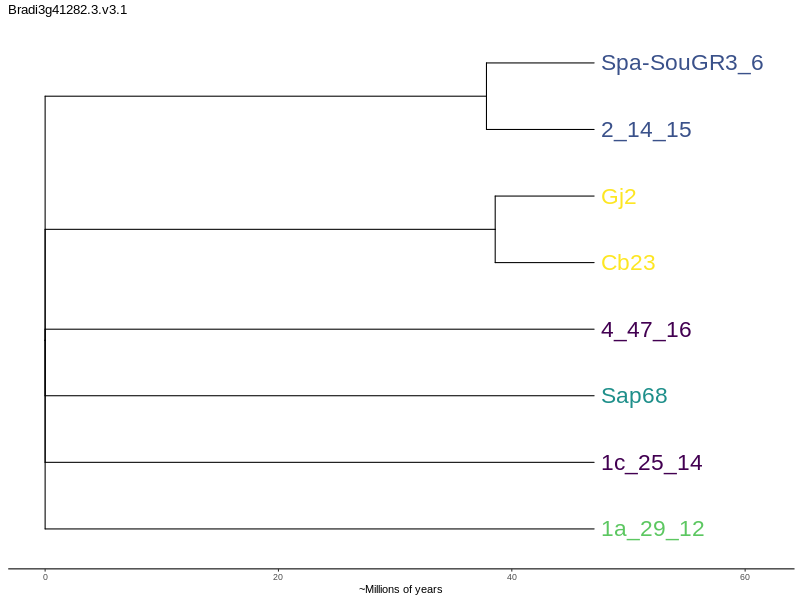 Bradi3g41282.3.v3.1
Spa-SouGR3_6
2_14_15
Gj2
Cb23
4_47_16
Sap68
1c_25_14
1a_29_12
0 20 40 60
~Millions of years